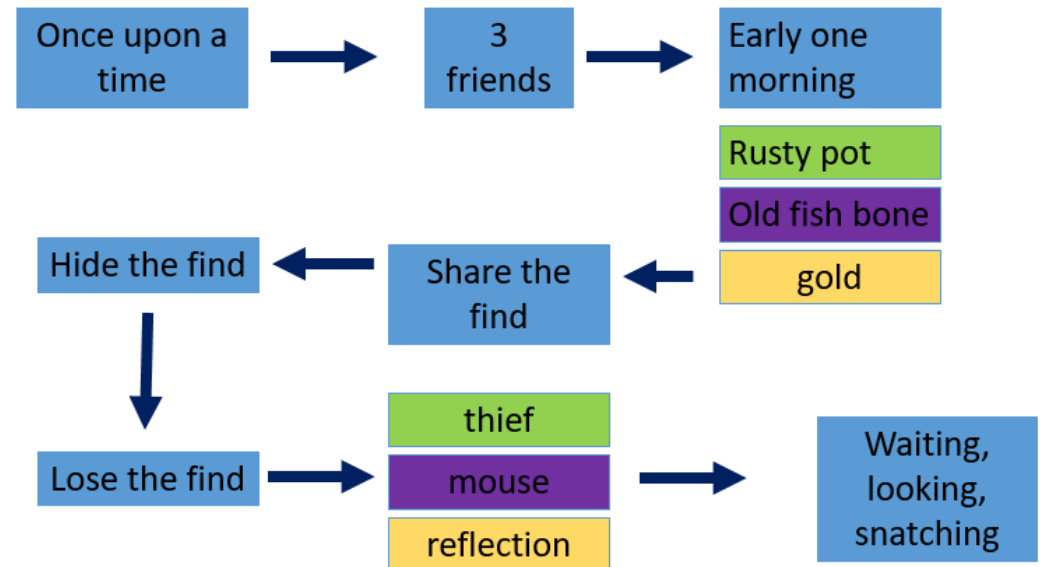 Once upon a
time
3
friends
Early one
morning
Rusty pot
Old fish bone
gold
Share the
find
Hide the find
Lose the find
thief
mouse
reflection
Waiting,
looking,
snatching